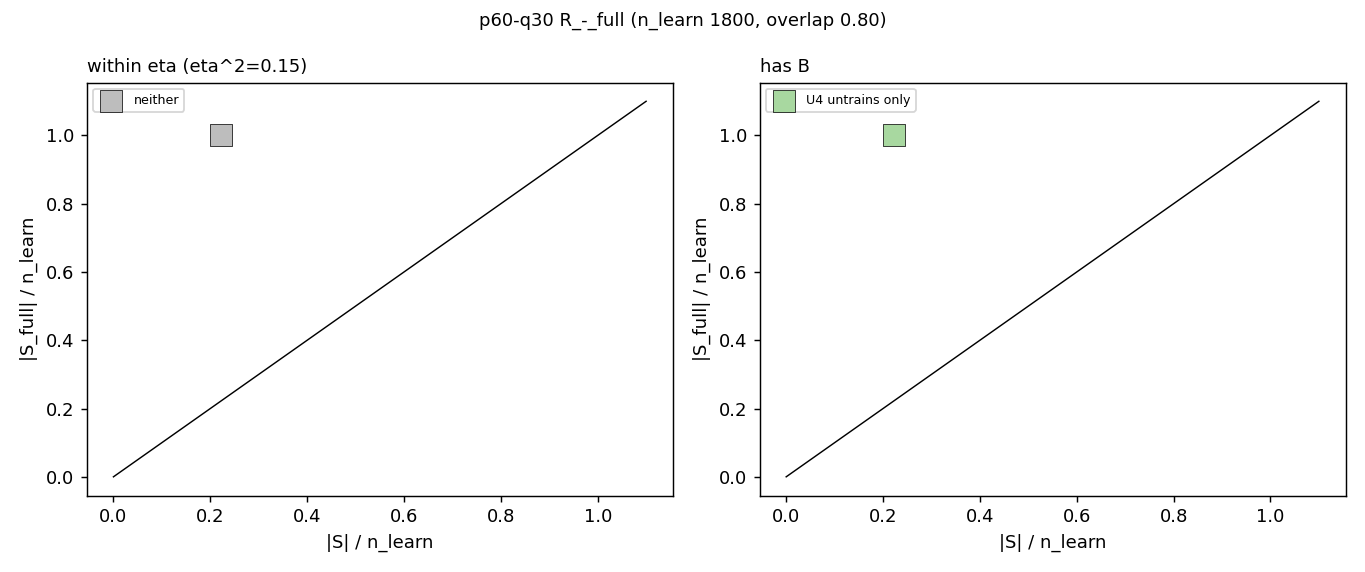 p60-q30 R_-_full (n_learn 1800, overlap 0.80)
within eta (eta^2=0.15)
neither
1.0
0.8
0.6
0.4
0.2
0.0
|S_full| / n_learn
0.0 0.2 0.4 0.6 0.8 1.0
|S| / n_learn
has B
U4 untrains only
1.0
0.8
0.6
0.4
0.2
0.0
|S_full| / n_learn
0.0 0.2 0.4 0.6 0.8 1.0
|S| / n_learn